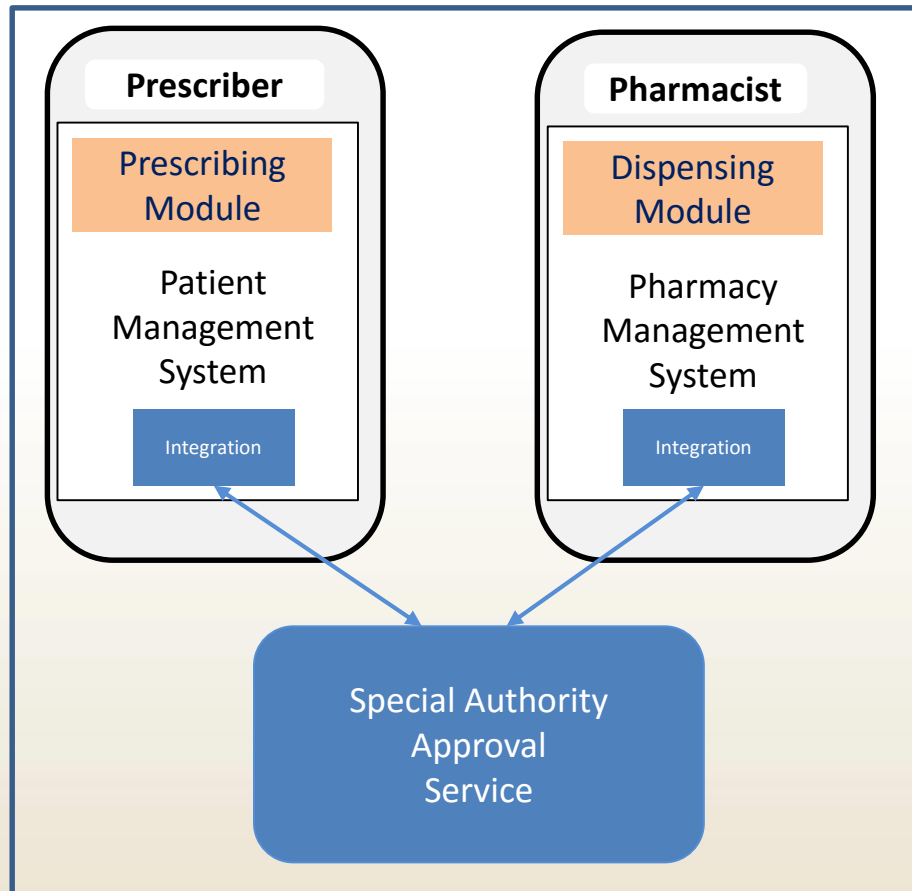 Prescriber
Prescribing
Module
Patient
Management
System
Integration
Pharmacist
Dispensing
Module
Pharmacy
Management
System
Integration
Special Authority
Approval
Service